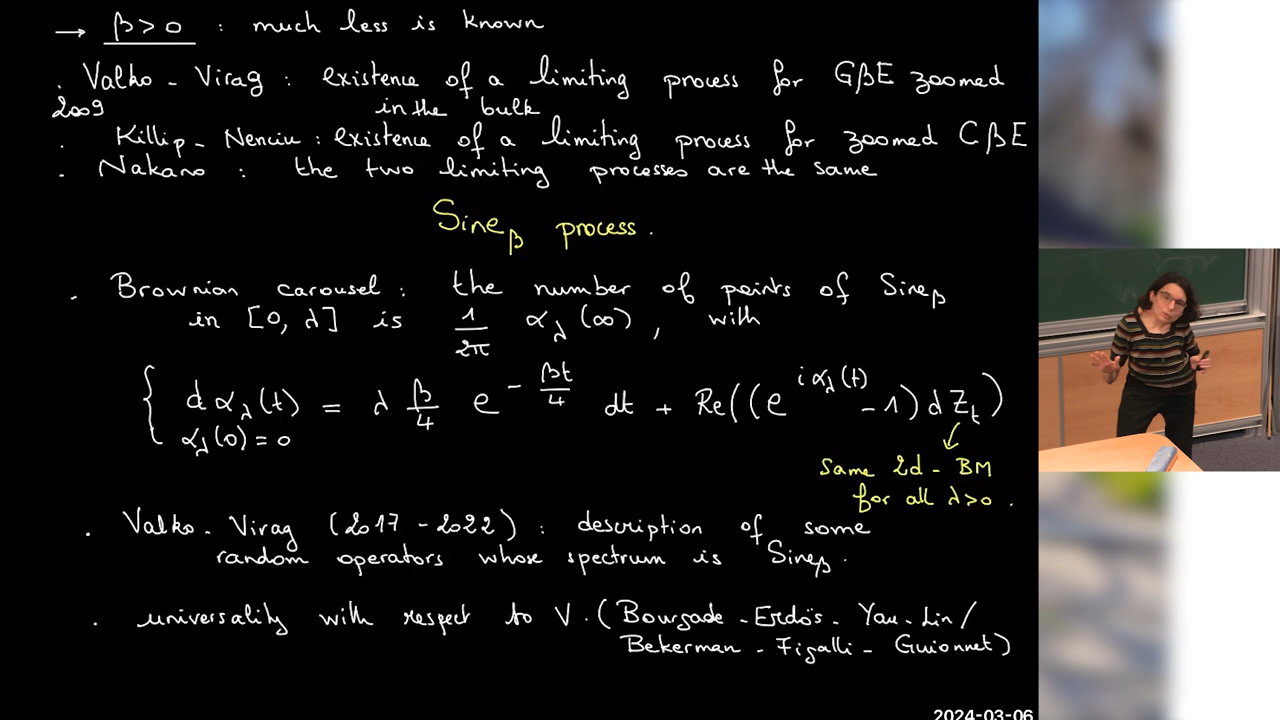 → β>0 : much less is known
. Valko - Virag : existence of a limiting process for GβE zoomed
2009 in the bulk
. Killip - Nenciu : existence of a limiting process for zoomed CβE
. Nakano : the two limiting processes are the same
Sineβ process.
. Brownian carousel : the number of points of Sineβ
in [0, λ] is 1/2π α_λ(∞), with
{ dα_λ(t) = λ β/4 e^{-βt/4} dt + Re((e^{iα_λ(t)} - 1) dZ_t)
α_λ(0) = 0
same 2d - BM
for all λ>0.
. Valko - Virag (2017 - 2022) : description of some
random operators whose spectrum is Sineβ.
. universality with respect to V. (Bourgade - Erdös - Yau - Lin /
Bekerman - Figalli - Guionnet)
2024-03-06